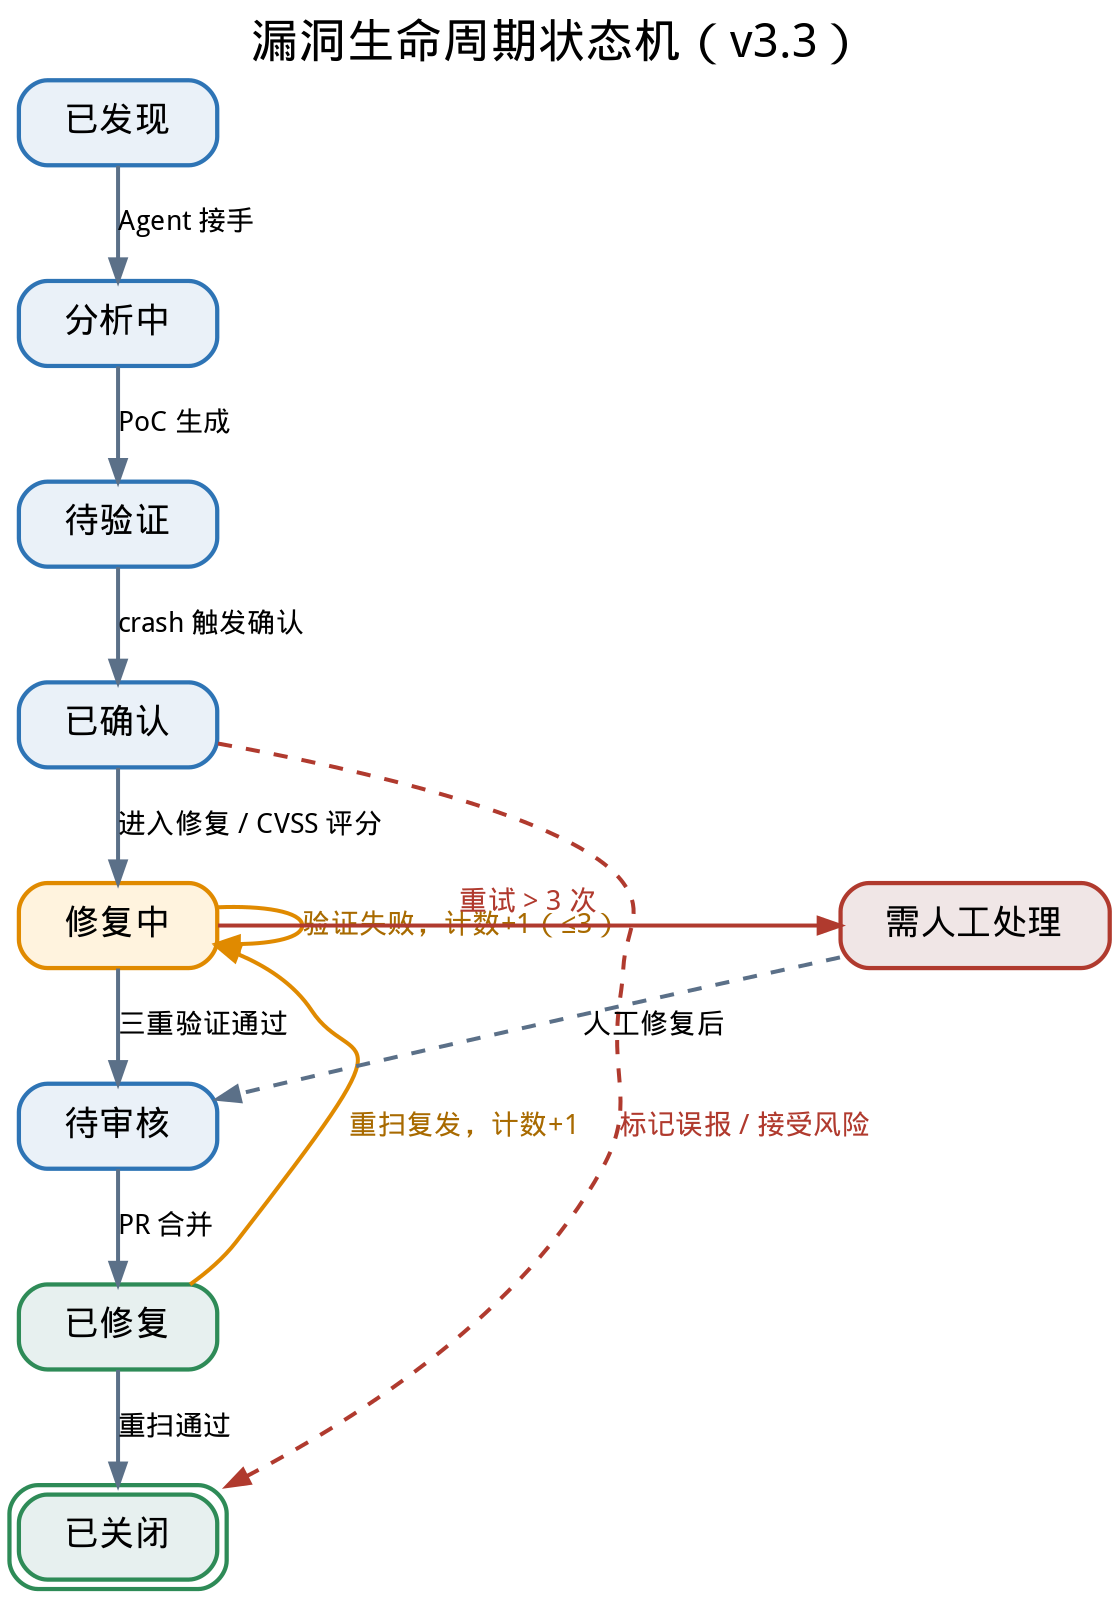 漏洞生命周期状态机（v3.3）
已发现
Agent 接手
分析中
PoC 生成
待验证
crash 触发确认
已确认
进入修复 / CVSS 评分
重试 > 3 次
修复中
验证失败，计数+1（≤3）
需人工处理
三重验证通过
人工修复后
待审核
重扫复发，计数+1
标记误报 / 接受风险
PR 合并
已修复
重扫通过
已关闭